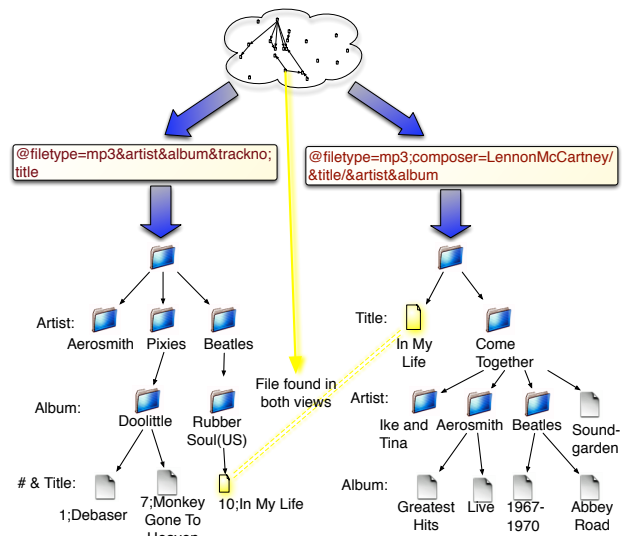 @filetype=mp3&artist&album&trackno;
title
@filetype=mp3;composer=LennonMcCartney/
&title/&artist&album
Artist:
Aerosmith
Pixies
Beatles
Title:
In My
Life
Come
Together
File found in
both views
Album:
Doolittle
Rubber
Soul(US)
Artist:
Ike and
Tina
Aerosmith
Beatles
Sound-
garden
# & Title:
1;Debaser
7;Monkey
Gone To
Heaven
10;In My Life
Album:
Greatest
Hits
Live
1967-
1970
Abbey
Road